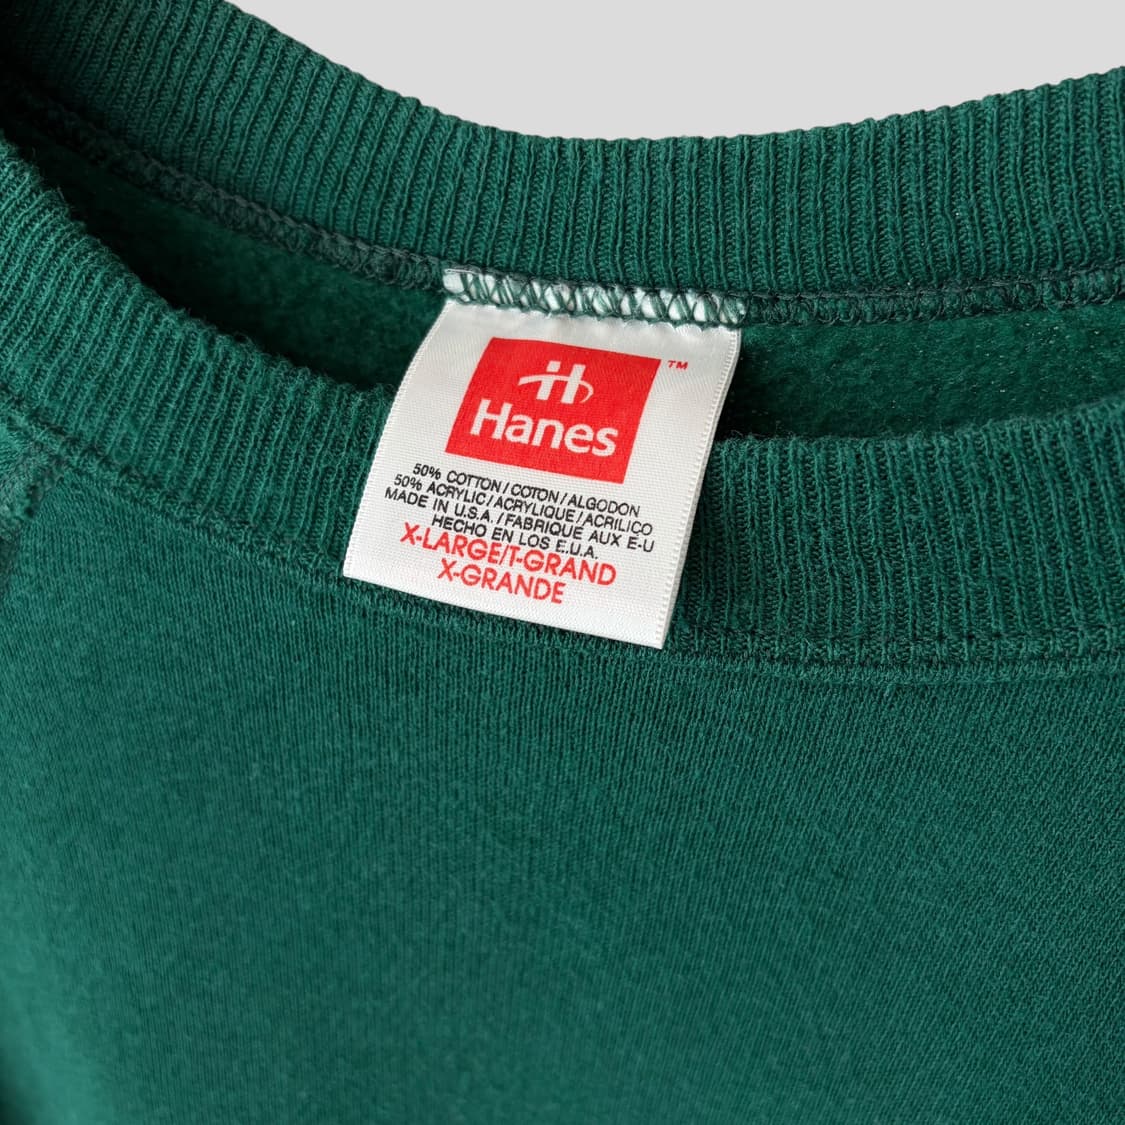 ™
Hanes
50% COTTON/COTON/ALGODON
50% ACRYLIC/ACRYLIQUE/ACRILICO
MADE IN U.S.A./FABRIQUE AUX E-U
HECHO EN LOS E.U.A.
X-LARGE/T-GRAND
X-GRANDE